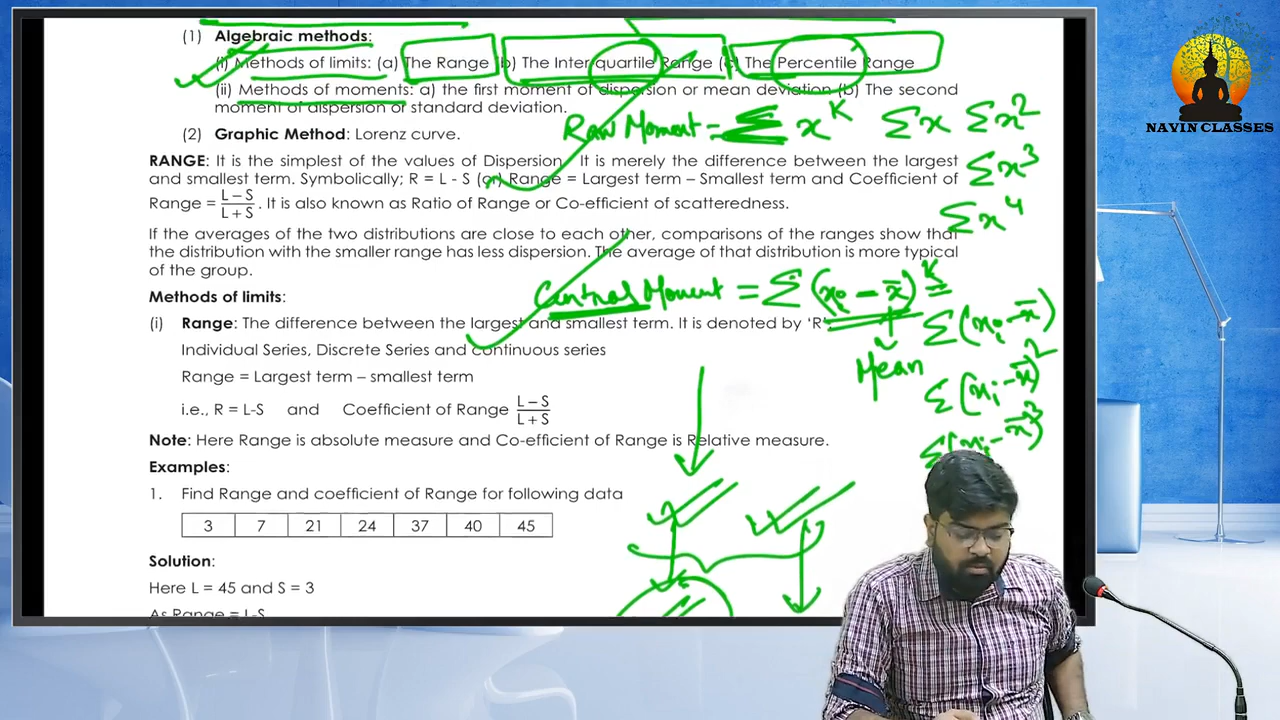 (1) Algebraic methods:
(i) Methods of limits: (a) The Range b) The Inter-quartile Range (c) The Percentile Range
(ii) Methods of moments: a) the first moment of dispersion or mean deviation (b) The second
moment of dispersion or standard deviation.
Raw Moment = Σ x^K Σx Σx²
Σx³
Σx⁴
(2) Graphic Method: Lorenz curve.
NAVIN CLASSES
RANGE: It is the simplest of the values of Dispersion. It is merely the difference between the largest
and smallest term. Symbolically; R = L - S (or) Range = Largest term – Smallest term and Coefficient of
Range = L – S / L + S . It is also known as Ratio of Range or Co-efficient of scatteredness.
If the averages of the two distributions are close to each other, comparisons of the ranges show that
the distribution with the smaller range has less dispersion. The average of that distribution is more typical
of the group.
Central Moment = Σ (xi – x̄)^K
Mean
Σ(xi – x̄)
Σ(xi – x̄)²
Σ(xi – x̄)³
Methods of limits:
(i) Range: The difference between the largest and smallest term. It is denoted by 'R'.
Individual Series, Discrete Series and continuous series
Range = Largest term – smallest term
i.e., R = L-S and Coefficient of Range L – S / L + S
Note: Here Range is absolute measure and Co-efficient of Range is Relative measure.
Examples:
1. Find Range and coefficient of Range for following data
3 7 21 24 37 40 45
Solution:
Here L = 45 and S = 3
As Range = L-S